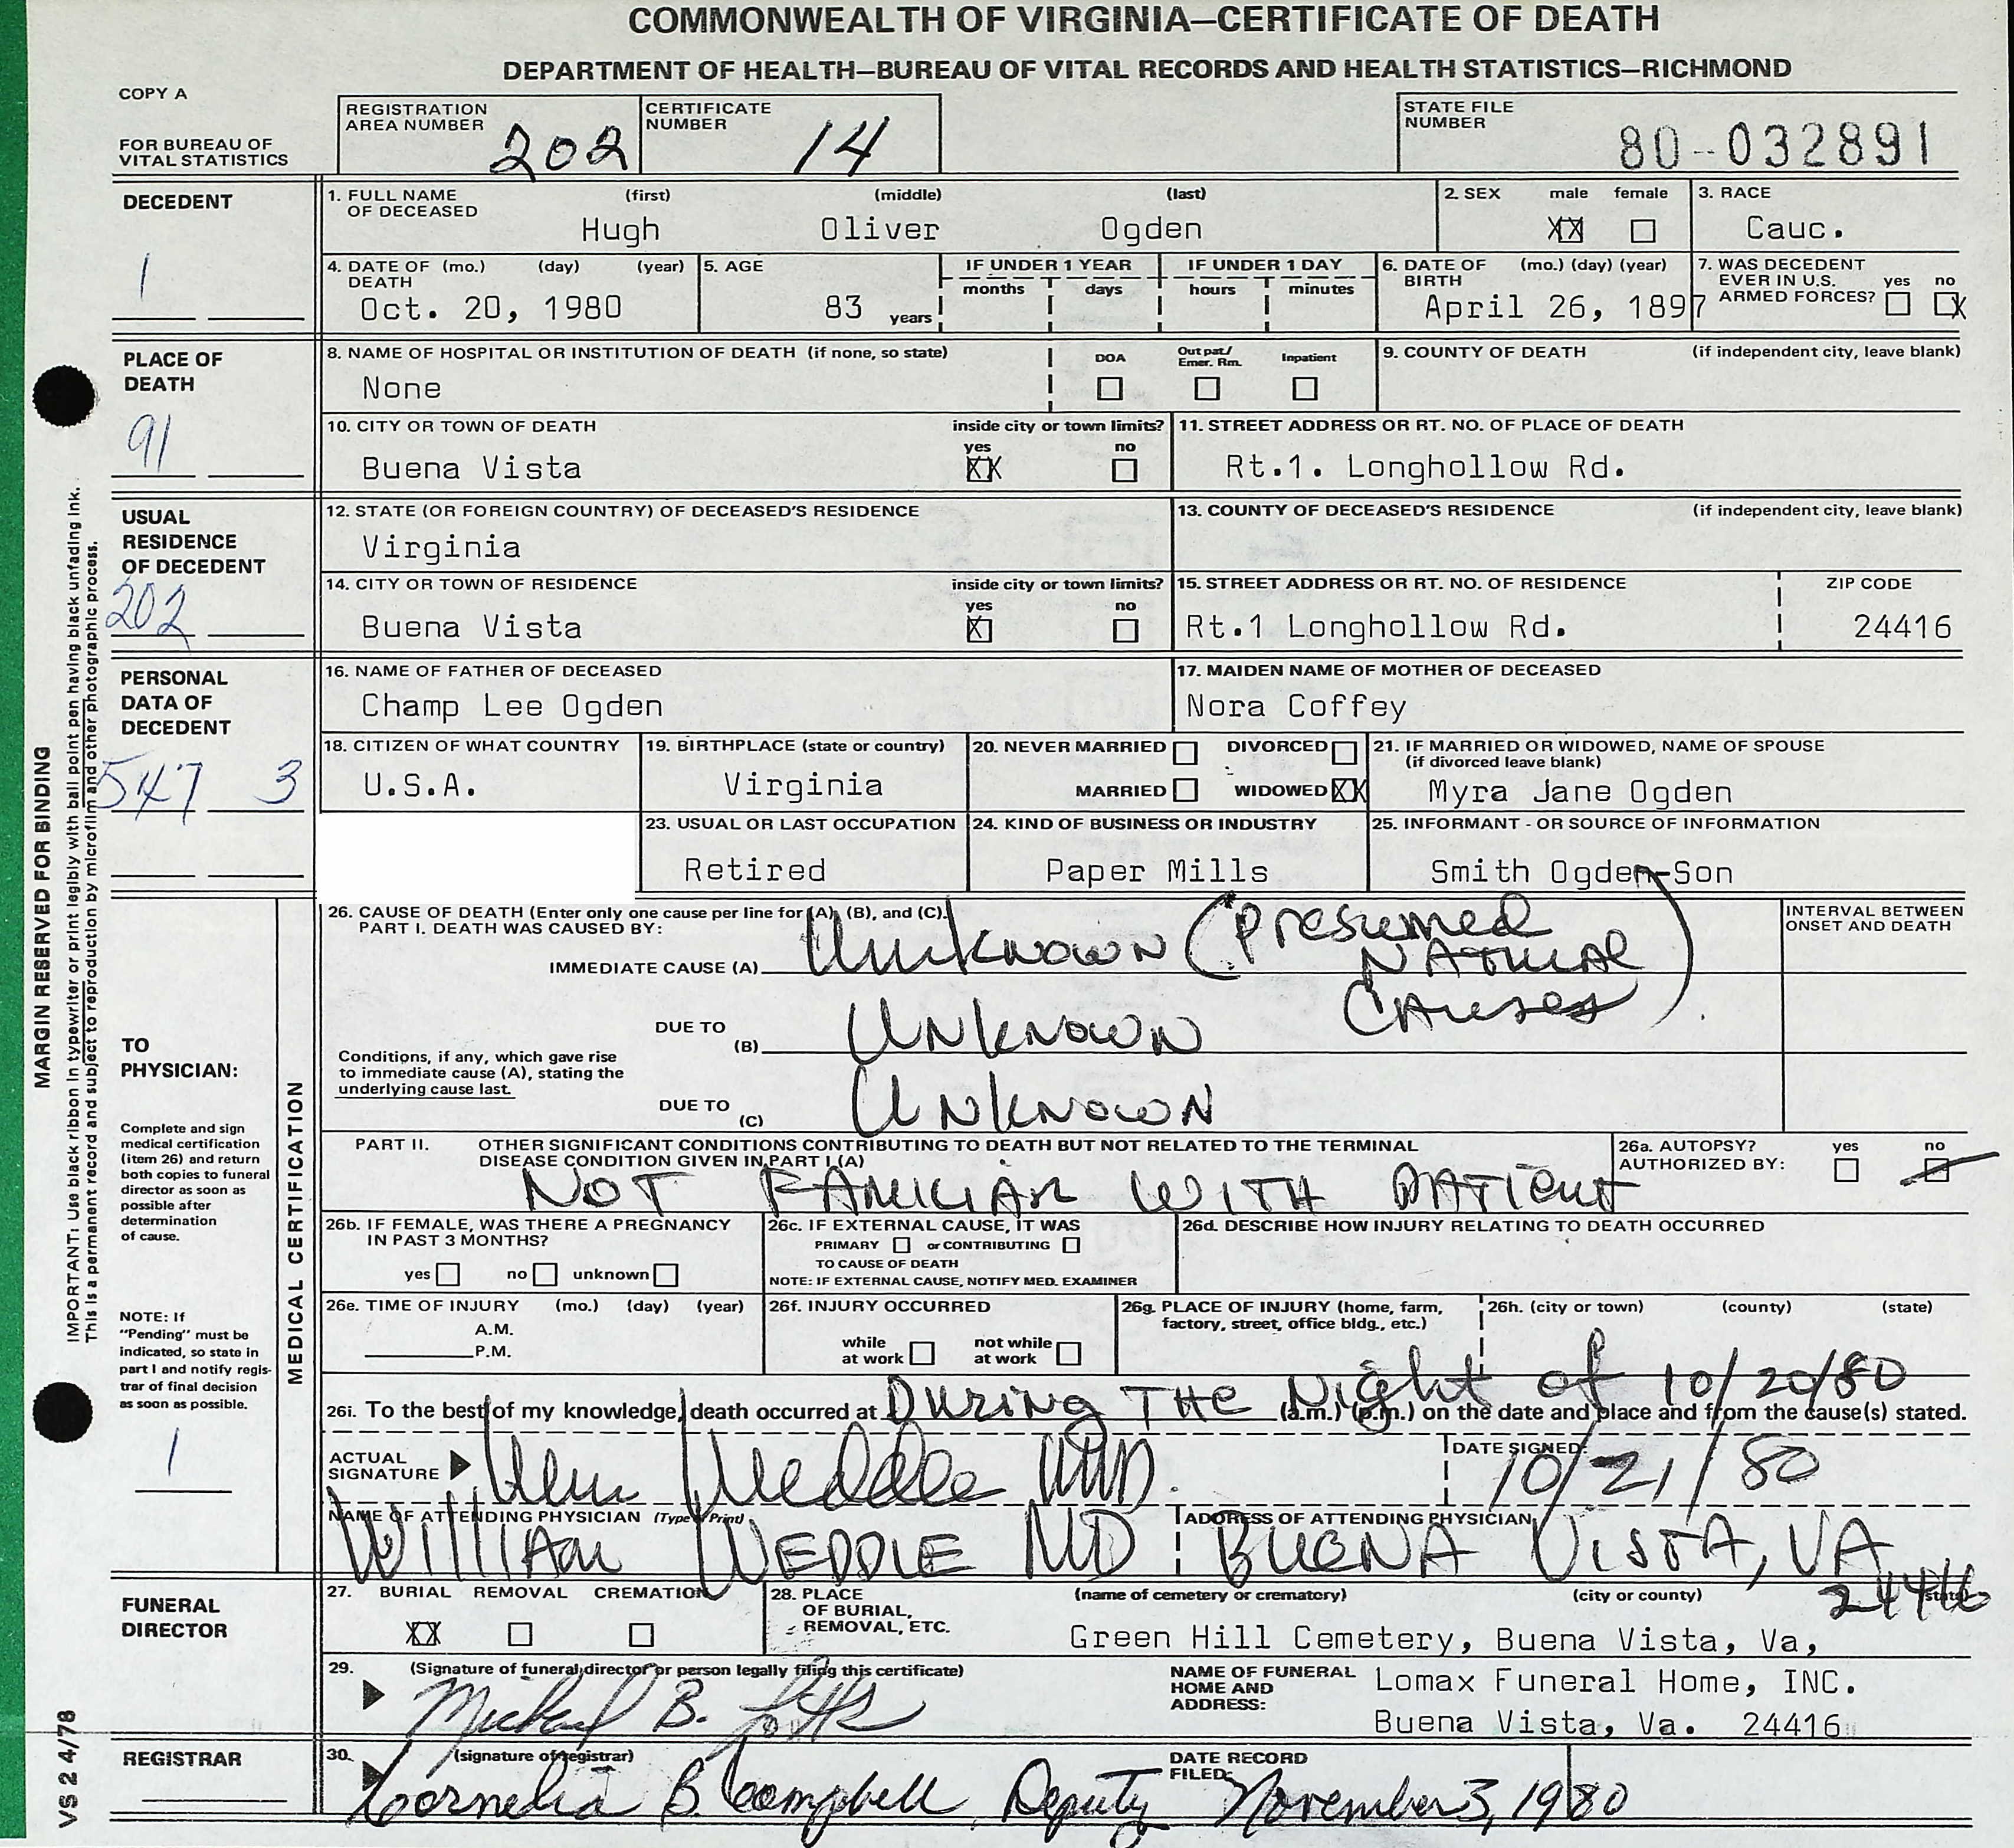 COMMONWEALTH OF VIRGINIA—CERTIFICATE OF DEATH
DEPARTMENT OF HEALTH—BUREAU OF VITAL RECORDS AND HEALTH STATISTICS—RICHMOND
COPY A
FOR BUREAU OF VITAL STATISTICS
REGISTRATION AREA NUMBER 202
CERTIFICATE NUMBER 14
STATE FILE NUMBER 80-032891
DECEDENT
1
1. FULL NAME OF DECEASED (first) (middle) (last)
Hugh Oliver Ogden
2. SEX male female
XX
3. RACE
Cauc.
4. DATE OF DEATH (mo.) (day) (year)
Oct. 20, 1980
5. AGE
83 years
IF UNDER 1 YEAR
months days
IF UNDER 1 DAY
hours minutes
6. DATE OF BIRTH (mo.) (day) (year)
April 26, 1897
7. WAS DECEDENT EVER IN U.S. ARMED FORCES? yes no
X
PLACE OF DEATH
91
8. NAME OF HOSPITAL OR INSTITUTION OF DEATH (if none, so state)
None
DOA Out pat./Emer. Rm. Inpatient
9. COUNTY OF DEATH (if independent city, leave blank)
10. CITY OR TOWN OF DEATH
Buena Vista
inside city or town limits?
yes no
XX
11. STREET ADDRESS OR RT. NO. OF PLACE OF DEATH
Rt.1. Longhollow Rd.
USUAL RESIDENCE OF DECEDENT
202
12. STATE (OR FOREIGN COUNTRY) OF DECEASED'S RESIDENCE
Virginia
13. COUNTY OF DECEASED'S RESIDENCE (if independent city, leave blank)
14. CITY OR TOWN OF RESIDENCE
Buena Vista
inside city or town limits?
yes no
X
15. STREET ADDRESS OR RT. NO. OF RESIDENCE
Rt.1 Longhollow Rd.
ZIP CODE
24416
PERSONAL DATA OF DECEDENT
547 3
16. NAME OF FATHER OF DECEASED
Champ Lee Ogden
17. MAIDEN NAME OF MOTHER OF DECEASED
Nora Coffey
18. CITIZEN OF WHAT COUNTRY
U.S.A.
19. BIRTHPLACE (state or country)
Virginia
20. NEVER MARRIED DIVORCED
MARRIED WIDOWED XX
21. IF MARRIED OR WIDOWED, NAME OF SPOUSE
(if divorced leave blank)
Myra Jane Ogden
23. USUAL OR LAST OCCUPATION
Retired
24. KIND OF BUSINESS OR INDUSTRY
Paper Mills
25. INFORMANT - OR SOURCE OF INFORMATION
Smith Ogden-Son
MARGIN RESERVED FOR BINDING
IMPORTANT: Use black ribbon in typewriter or print legibly with ball point pen having black unfading ink.
This is a permanent record and subject to reproduction by microfilm and other photographic process.
TO PHYSICIAN:
Complete and sign
medical certification
(item 26) and return
both copies to funeral
director as soon as
possible after
determination
of cause.
NOTE: If
"Pending" must be
indicated, so state in
part I and notify regis-
trar of final decision
as soon as possible.
1
MEDICAL CERTIFICATION
26. CAUSE OF DEATH (Enter only one cause per line for (A), (B), and (C).)
PART I. DEATH WAS CAUSED BY:
INTERVAL BETWEEN ONSET AND DEATH
IMMEDIATE CAUSE (A) Unknown (Presumed Natural Causes)
DUE TO (B) Unknown
Conditions, if any, which gave rise
to immediate cause (A), stating the
underlying cause last.
DUE TO (C) Unknown
PART II. OTHER SIGNIFICANT CONDITIONS CONTRIBUTING TO DEATH BUT NOT RELATED TO THE TERMINAL
DISEASE CONDITION GIVEN IN PART I (A)
NOT FAMILIAR WITH PATIENT
26a. AUTOPSY? yes no
AUTHORIZED BY:
26b. IF FEMALE, WAS THERE A PREGNANCY
IN PAST 3 MONTHS?
yes no unknown
26c. IF EXTERNAL CAUSE, IT WAS
PRIMARY or CONTRIBUTING
TO CAUSE OF DEATH
NOTE: IF EXTERNAL CAUSE, NOTIFY MED. EXAMINER
26d. DESCRIBE HOW INJURY RELATING TO DEATH OCCURRED
26e. TIME OF INJURY (mo.) (day) (year)
A.M.
P.M.
26f. INJURY OCCURRED
while at work not while at work
26g. PLACE OF INJURY (home, farm,
factory, street, office bldg., etc.)
26h. (city or town) (county) (state)
26i. To the best of my knowledge, death occurred at During The Night of 10/20/80 (a.m.) (p.m.) on the date and place and from the cause(s) stated.
ACTUAL SIGNATURE Wm Weddle MD.
DATE SIGNED: 10/21/80
NAME OF ATTENDING PHYSICIAN (Type or Print)
William WEDDLE MD
ADDRESS OF ATTENDING PHYSICIAN
BUENA VISTA, VA 24416
FUNERAL DIRECTOR
27. BURIAL REMOVAL CREMATION
XX
28. PLACE OF BURIAL, REMOVAL, ETC.
(name of cemetery or crematory) (city or county) (state)
Green Hill Cemetery, Buena Vista, Va,
29. (Signature of funeral director or person legally filing this certificate)
Michael B.
NAME OF FUNERAL HOME AND ADDRESS:
Lomax Funeral Home, INC.
Buena Vista, Va. 24416
REGISTRAR
30. (signature of registrar)
Cornelia B. Campbell, Deputy
DATE RECORD FILED:
November 3, 1980
VS 2 4/78